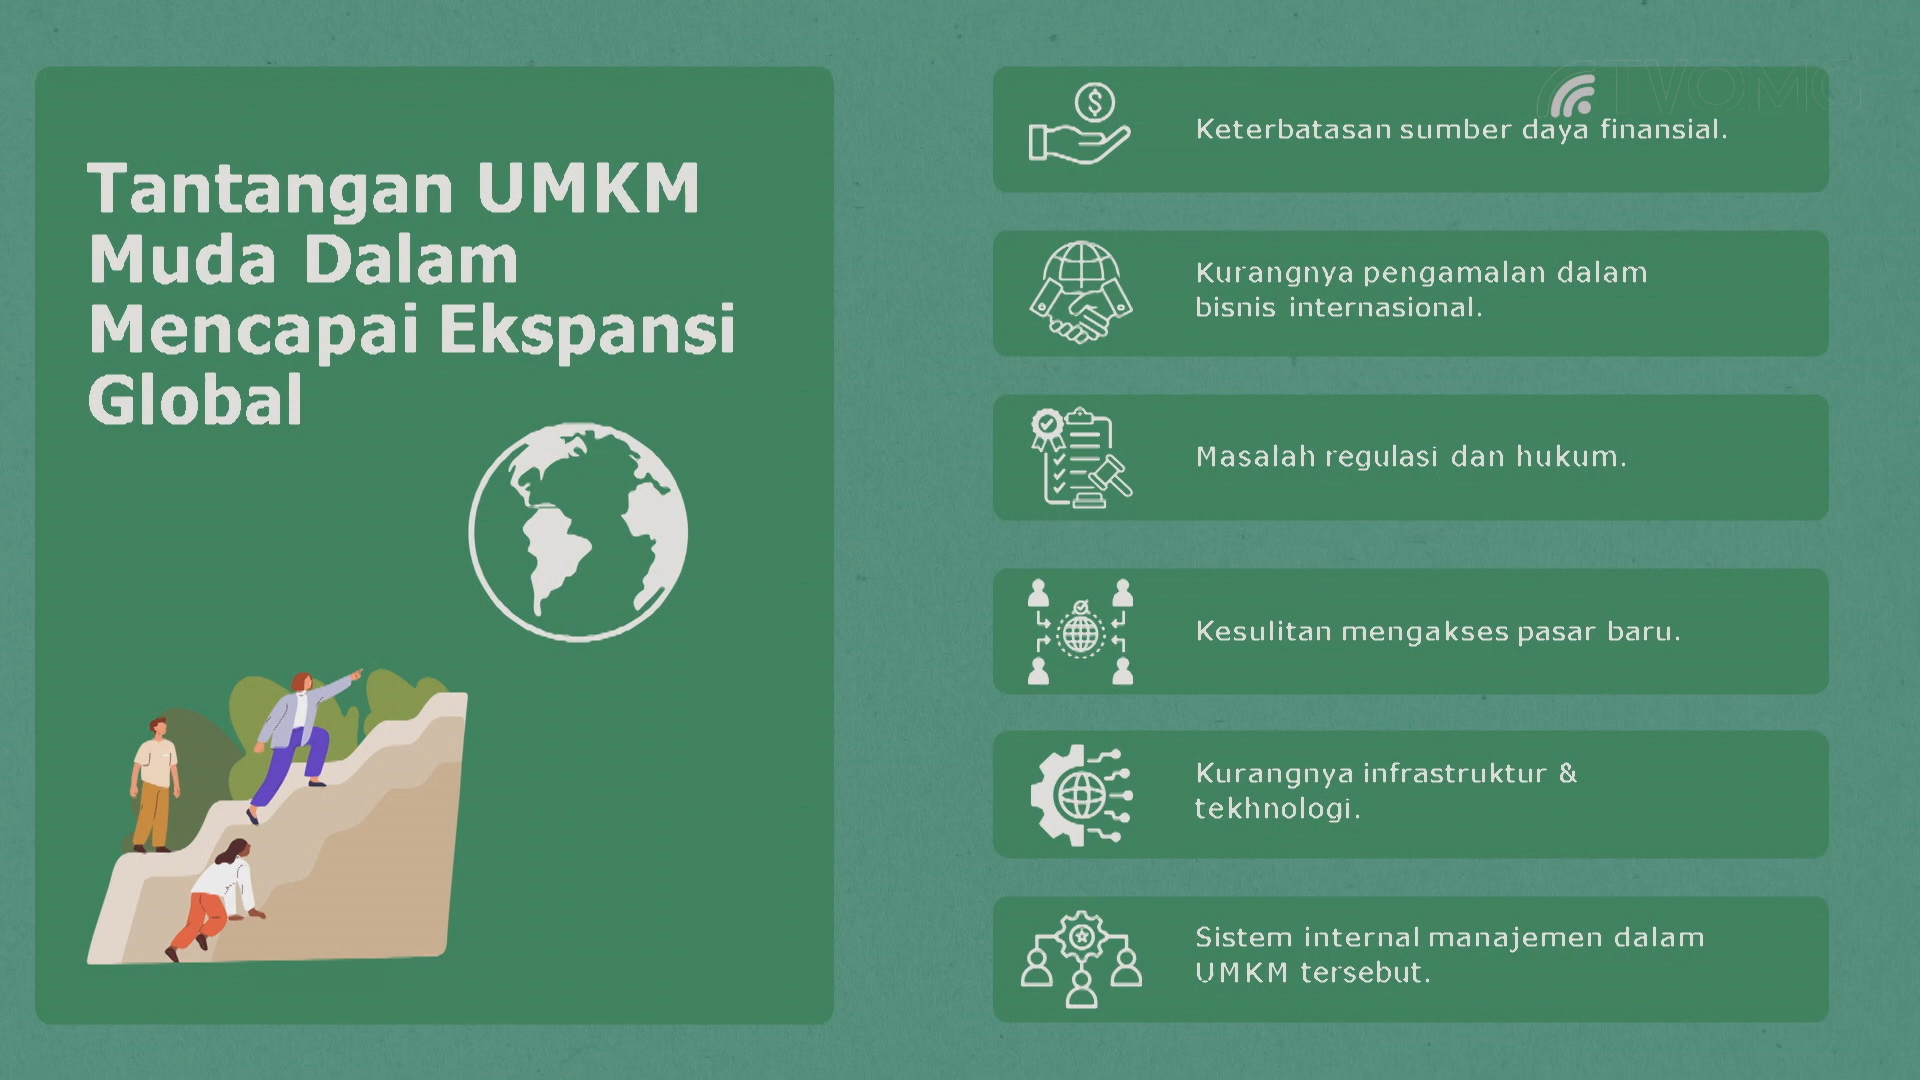 Tantangan UMKM
Muda Dalam
Mencapai Ekspansi
Global
TVOMG
Keterbatasan sumber daya finansial.
Kurangnya pengamalan dalam
bisnis internasional.
Masalah regulasi dan hukum.
Kesulitan mengakses pasar baru.
Kurangnya infrastruktur &
tekhnologi.
Sistem internal manajemen dalam
UMKM tersebut.